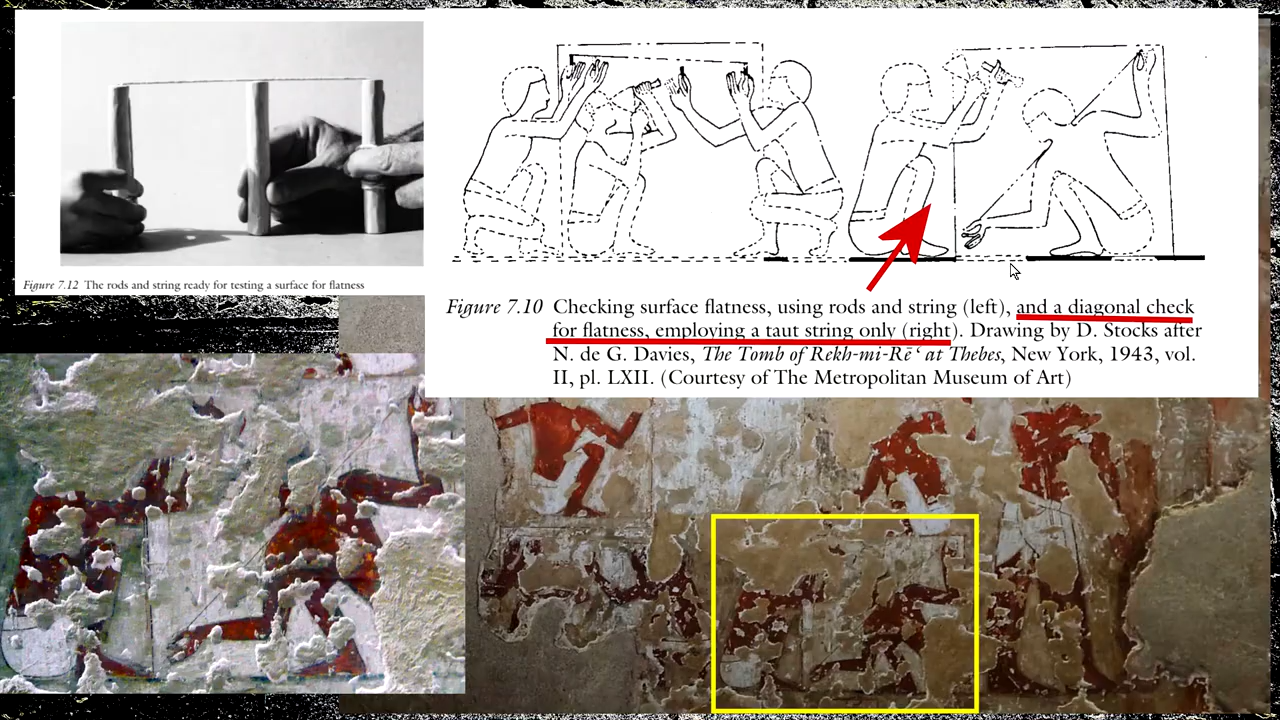 Figure 7.12 The rods and string ready for testing a surface for flatness
Figure 7.10 Checking surface flatness, using rods and string (left), and a diagonal check
for flatness, employing a taut string only (right). Drawing by D. Stocks after
N. de G. Davies, The Tomb of Rekh-mi-Rēʿ at Thebes, New York, 1943, vol.
II, pl. LXII. (Courtesy of The Metropolitan Museum of Art)